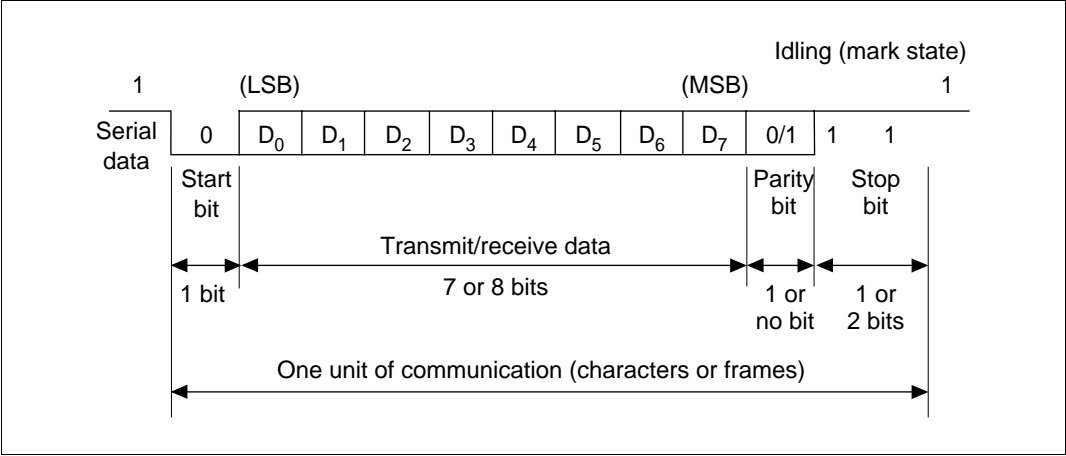 Idling (mark state)
1 (LSB) (MSB) 1
Serial data
0 D0 D1 D2 D3 D4 D5 D6 D7 0/1 1 1
Start bit
Parity bit
Stop bit
Transmit/receive data
1 bit
7 or 8 bits
1 or no bit
1 or 2 bits
One unit of communication (characters or frames)